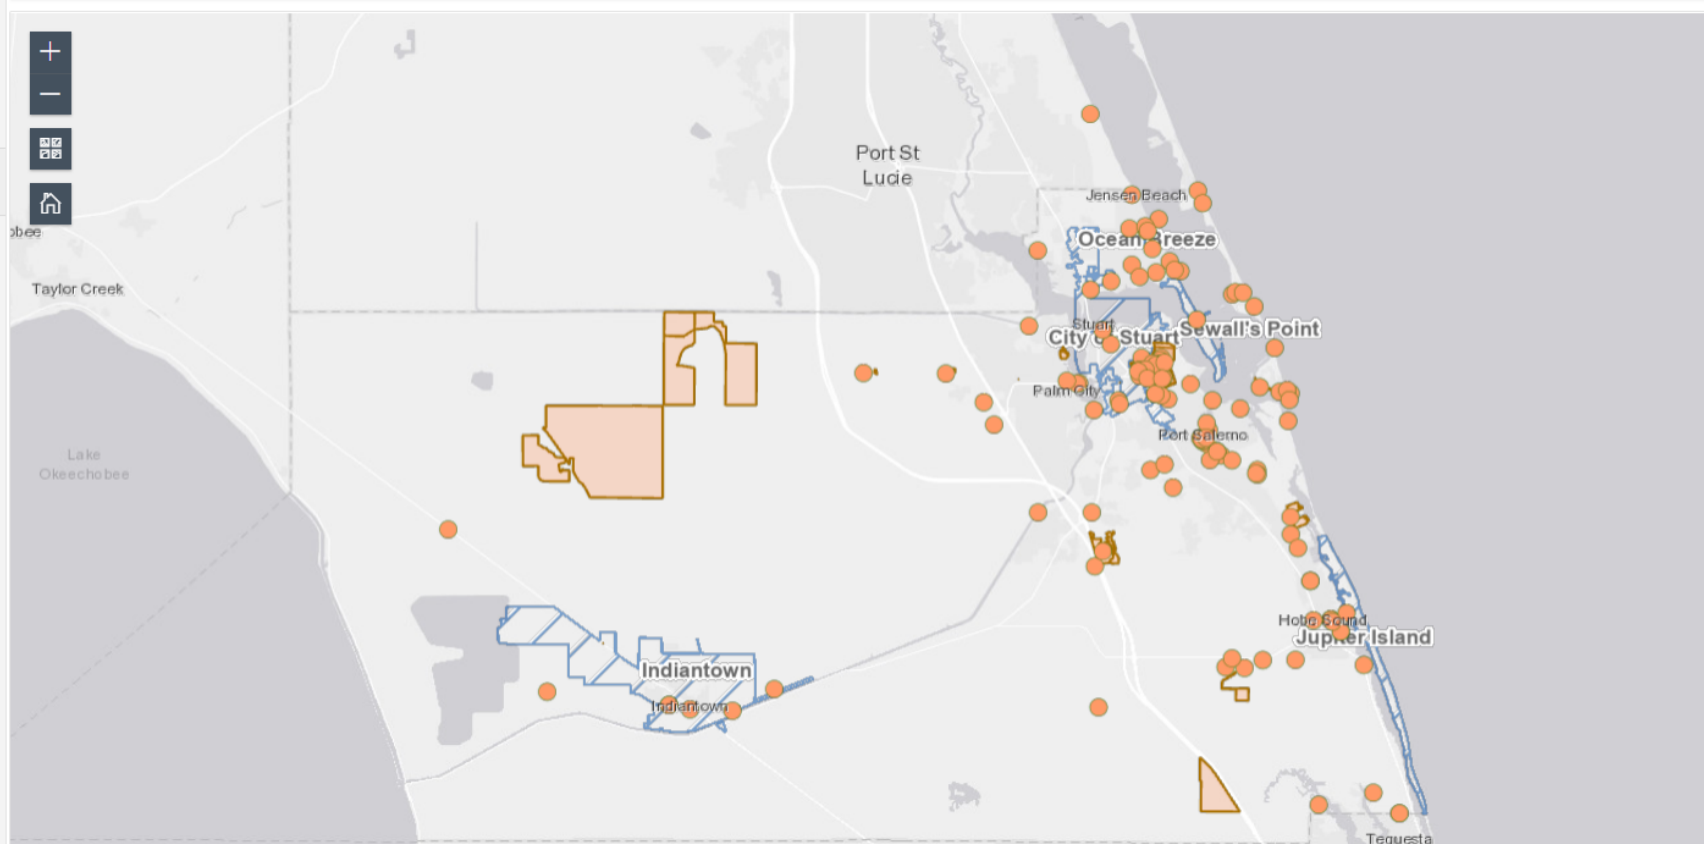 Port St
Lucie
Jensen Beach
Ocean Breeze
obee
Taylor Creek
Stuart
City of Stuart
Sewall's Point
Palm City
Port Salerno
Lake
Okeechobee
Hobe Sound
Jupiter Island
Indiantown
Indiantown
Tequesta